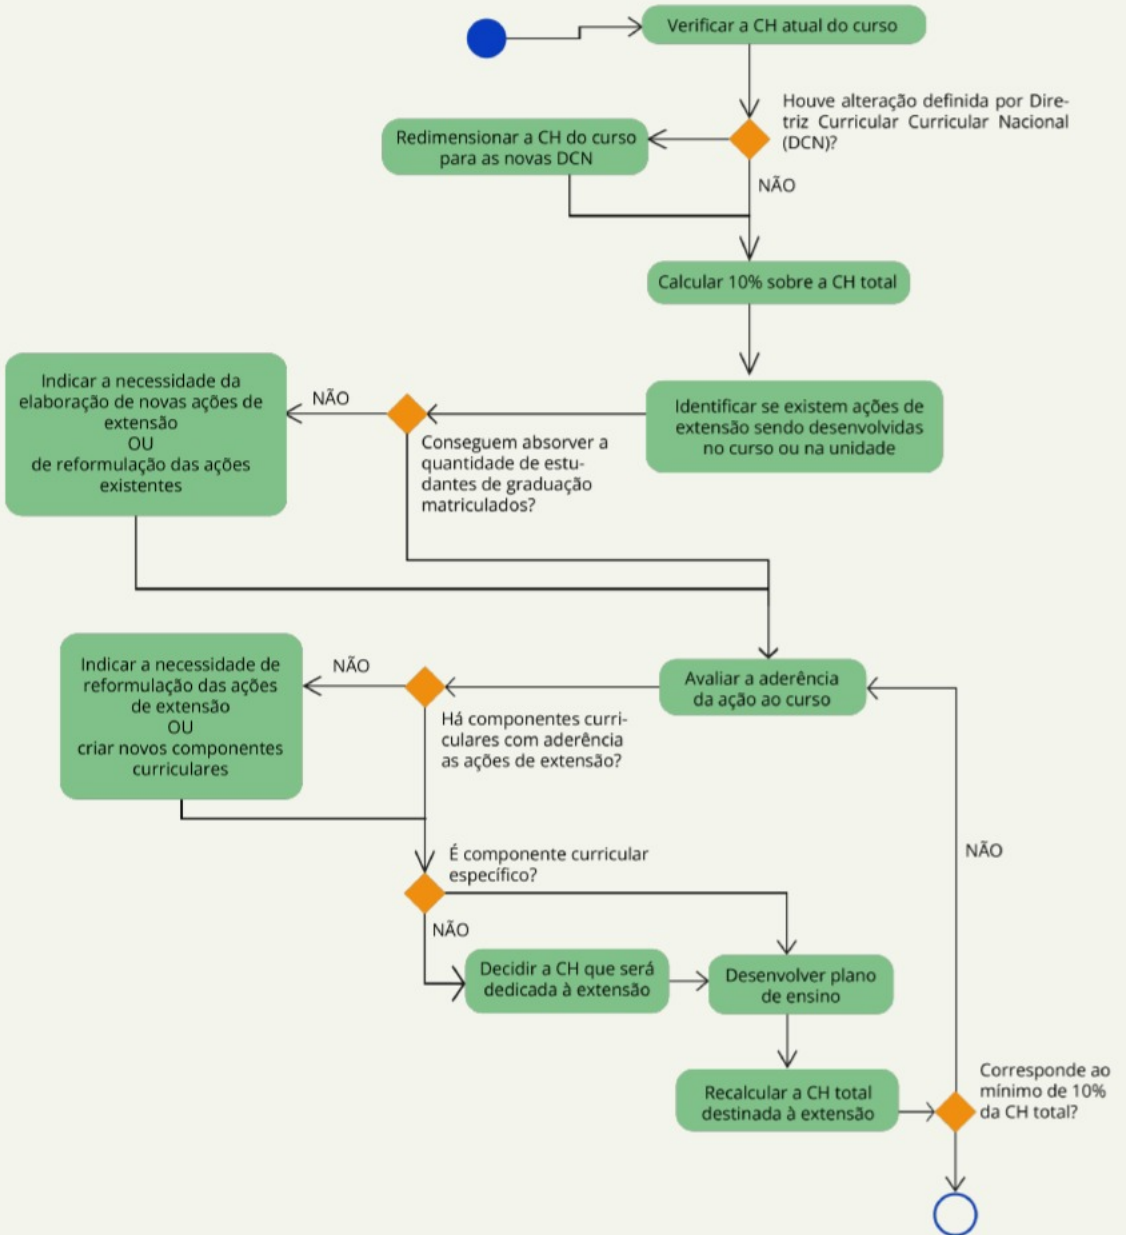 Verificar a CH atual do curso
Houve alteração definida por Dire-
triz Curricular Curricular Nacional
(DCN)?
Redimensionar a CH do curso
para as novas DCN
NÃO
Calcular 10% sobre a CH total
Indicar a necessidade da
elaboração de novas ações de
extensão
OU
de reformulação das ações
existentes
NÃO
Identificar se existem ações de
extensão sendo desenvolvidas
no curso ou na unidade
Conseguem absorver a
quantidade de estu-
dantes de graduação
matriculados?
Indicar a necessidade de
reformulação das ações
de extensão
OU
criar novos componentes
curriculares
NÃO
Avaliar a aderência
da ação ao curso
Há componentes curri-
culares com aderência
as ações de extensão?
É componente curricular
específico?
NÃO
NÃO
Decidir a CH que será
dedicada à extensão
Desenvolver plano
de ensino
Recalcular a CH total
destinada à extensão
Corresponde ao
mínimo de 10%
da CH total?